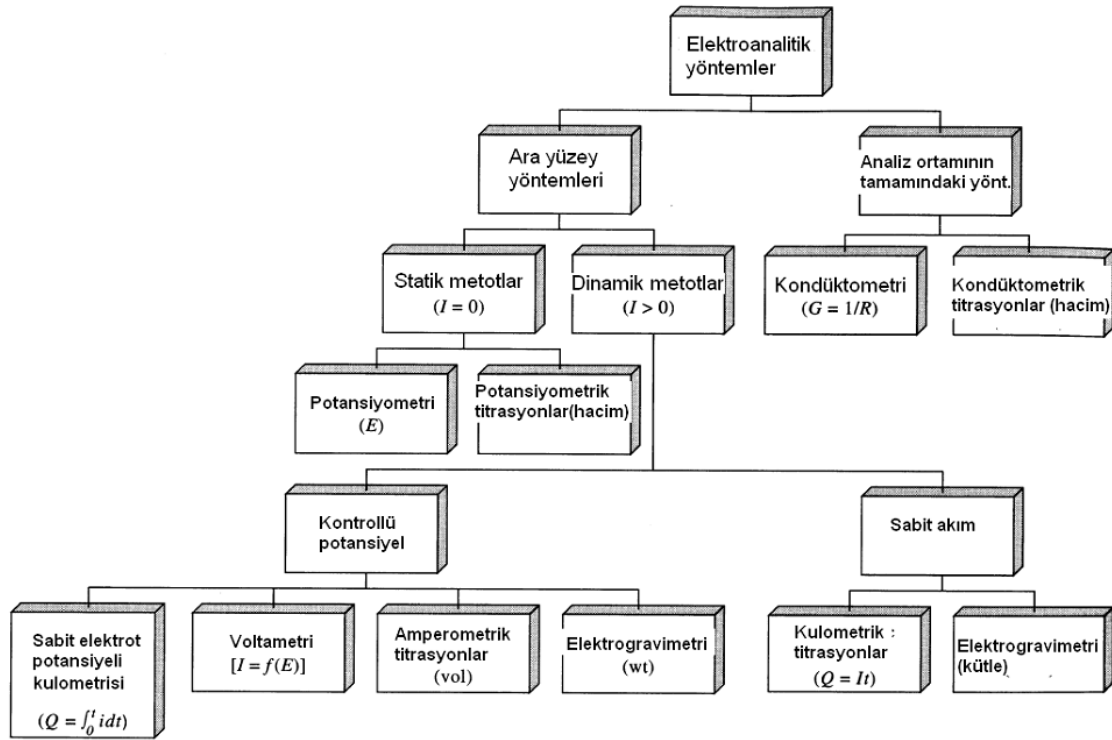 Elektroanalitik
yöntemler
Ara yüzey
yöntemleri
Analiz ortamının
tamamındaki yönt.
Statik metotlar
(I = 0)
Dinamik metotlar
(I > 0)
Kondüktometri
(G = 1/R)
Kondüktometrik
titrasyonlar (hacim)
Potansiyometri
(E)
Potansiyometrik
titrasyonlar(hacim)
Kontrollü
potansiyel
Sabit akım
Sabit elektrot
potansiyeli
kulometrisi
(Q = ∫₀ᵗ idt)
Voltametri
[I = f(E)]
Amperometrik
titrasyonlar
(vol)
Elektrogravimetri
(wt)
Kulometrik :
titrasyonlar
(Q = It)
Elektrogravimetri
(kütle)